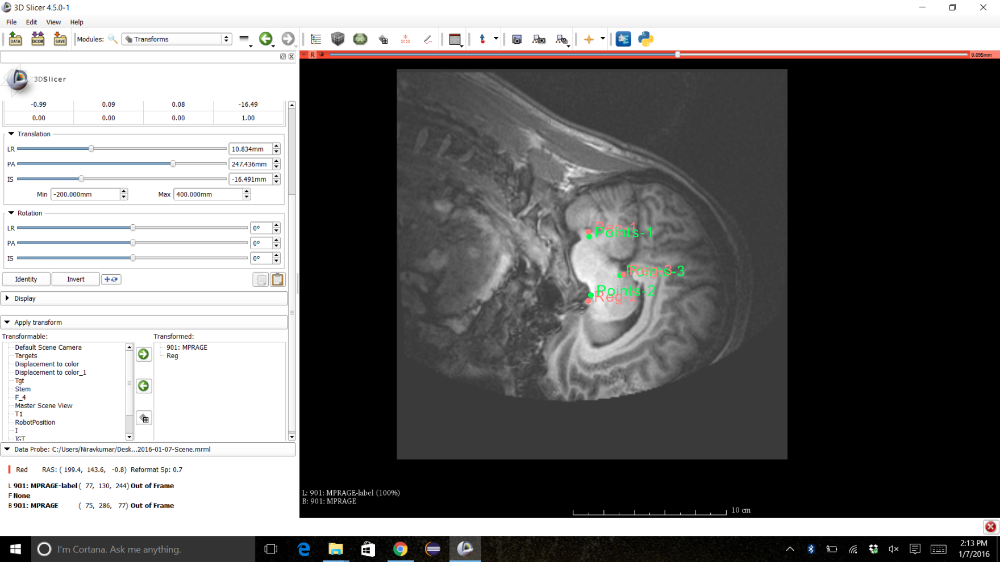 3D Slicer 4.5.0-1
File Edit View Help
DATA DICOM SAVE Modules: Transforms
R 0.095mm
3DSlicer
-0.99 0.09 0.08 -16.49
0.00 0.00 0.00 1.00
Translation
LR 10.834mm
PA 247.436mm
IS -16.491mm
Min -200.000mm Max 400.000mm
Rotation
LR 0°
PA 0°
IS 0°
Identity Invert
Display
Apply transform
Transformable: Transformed:
Default Scene Camera
Targets
Displacement to color
Displacement to color_1
Tgt
Stem
F_4
Master Scene View
T1
RobotPosition
I
IGT
901: MPRAGE
Reg
Data Probe: C:/Users/Niravkumar/Desk...2016-01-07-Scene.mrml
Red RAS: ( 199.4, 143.6, -0.8) Reformat Sp: 0.7
L 901: MPRAGE-label ( 77, 130, 244) Out of Frame
F None
B 901: MPRAGE ( 75, 286, 77) Out of Frame
Reg-1
Points-1
Points-3
Reg-3
Points-2
Reg-2
L: 901: MPRAGE-label (100%)
B: 901: MPRAGE
10 cm
I'm Cortana. Ask me anything.
2:13 PM
1/7/2016